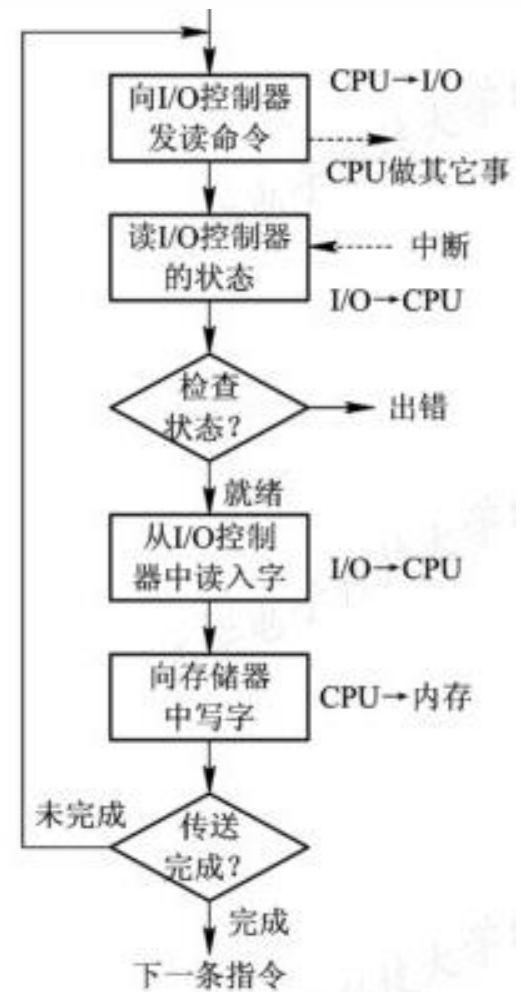 向I/O控制器
发读命令
CPU→I/O
CPU做其它事
读I/O控制器
的状态
中断
I/O→CPU
检查
状态?
出错
就绪
从I/O控制
器中读入字
I/O→CPU
向存储器
中写字
CPU→内存
未完成
传送
完成?
完成
下一条指令